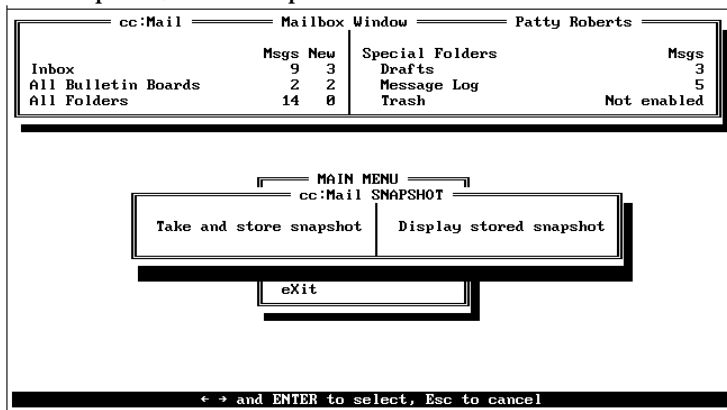 cc:Mail Mailbox Window Patty Roberts
Msgs New Special Folders Msgs
Inbox 9 3 Drafts 3
All Bulletin Boards 2 2 Message Log 5
All Folders 14 0 Trash Not enabled
MAIN MENU
cc:Mail SNAPSHOT
Take and store snapshot Display stored snapshot
eXit
← → and ENTER to select, Esc to cancel